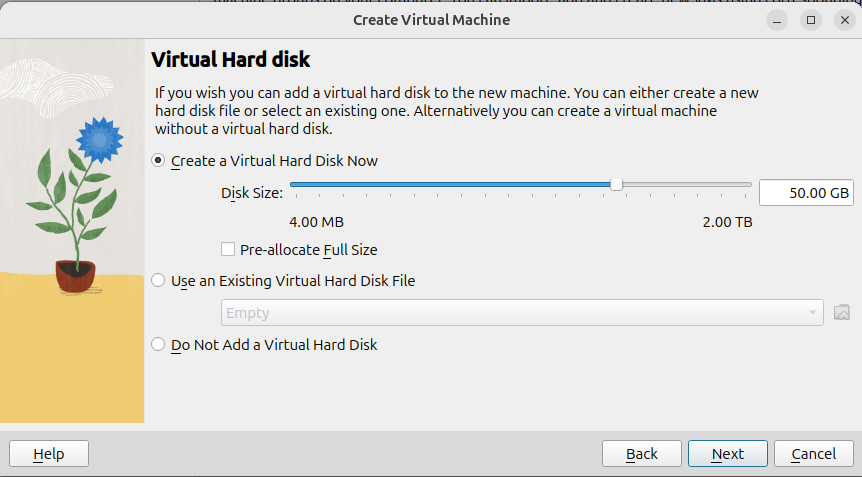 Create Virtual Machine
Virtual Hard disk
If you wish you can add a virtual hard disk to the new machine. You can either create a new
hard disk file or select an existing one. Alternatively you can create a virtual machine
without a virtual hard disk.
Create a Virtual Hard Disk Now
Disk Size:
50.00 GB
4.00 MB
2.00 TB
Pre-allocate Full Size
Use an Existing Virtual Hard Disk File
Empty
Do Not Add a Virtual Hard Disk
Help
Back
Next
Cancel